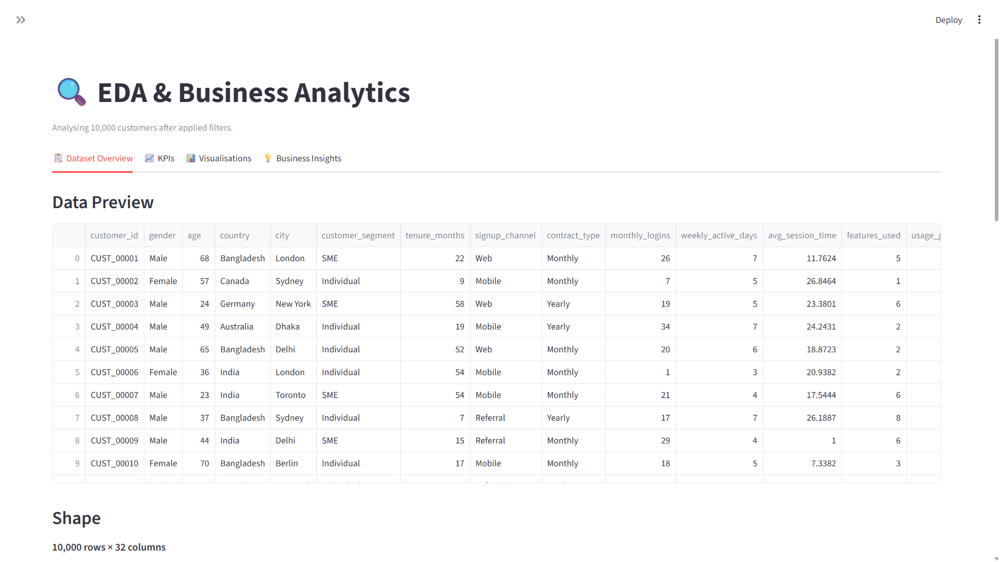 Deploy
EDA & Business Analytics
Analysing 10,000 customers after applied filters.
Dataset Overview KPIs Visualisations Business Insights
Data Preview
customer_id gender age country city customer_segment tenure_months signup_channel contract_type monthly_logins weekly_active_days avg_session_time features_used
0 CUST_00001 Male 68 Bangladesh London SME 22 Web Monthly 26 7 11.7624 5
1 CUST_00002 Female 57 Canada Sydney Individual 9 Mobile Monthly 7 5 26.8464 1
2 CUST_00003 Male 24 Germany New York SME 58 Web Yearly 19 5 23.3801 6
3 CUST_00004 Male 49 Australia Dhaka Individual 19 Mobile Yearly 34 7 24.2431 2
4 CUST_00005 Male 65 Bangladesh Delhi Individual 52 Web Monthly 20 6 18.8723 2
5 CUST_00006 Female 36 India London Individual 54 Mobile Monthly 1 3 20.9382 2
6 CUST_00007 Male 23 India Toronto SME 54 Mobile Monthly 21 4 17.5444 6
7 CUST_00008 Male 37 Bangladesh Sydney Individual 7 Referral Yearly 17 7 26.1887 8
8 CUST_00009 Male 44 India Delhi SME 15 Referral Monthly 29 4 1 6
9 CUST_00010 Female 70 Bangladesh Berlin Individual 17 Mobile Monthly 18 5 7.3382 3
Shape
10,000 rows × 32 columns